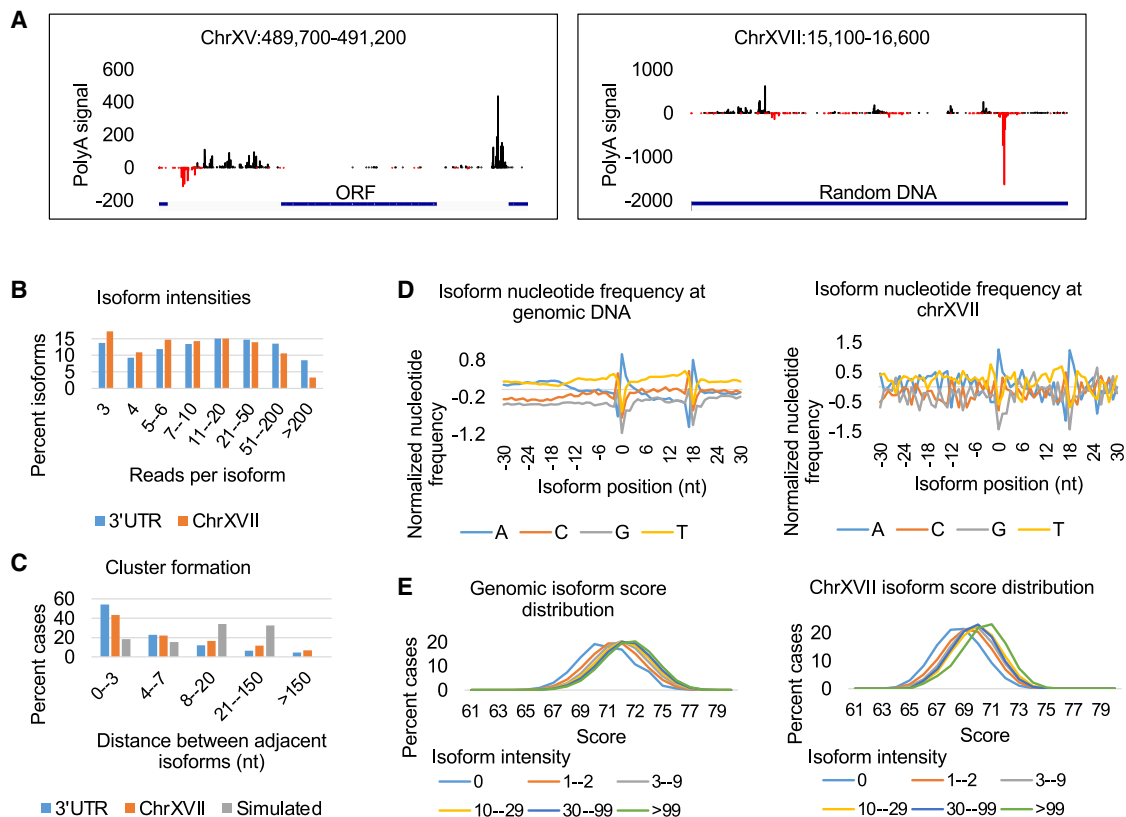 A
ChrXV:489,700-491,200
600
400
200
0
-200
PolyA signal
ORF
ChrXVII:15,100-16,600
1000
0
-1000
-2000
PolyA signal
Random DNA
B
Isoform intensities
15
10
5
0
Percent isoforms
3
4
5--6
7--10
11--20
21--50
51--200
>200
Reads per isoform
3'UTR
ChrXVII
C
Cluster formation
60
40
20
0
Percent cases
0--3
4--7
8--20
21--150
>150
Distance between adjacent
isoforms (nt)
3'UTR
ChrXVII
Simulated
D
Isoform nucleotide frequency at
genomic DNA
0.8
-0.2
-1.2
Normalized nucleotide
frequency
-30
-24
-18
-12
-6
0
6
12
18
24
30
Isoform position (nt)
A
C
G
T
Isoform nucleotide frequency at
chrXVII
1.5
0.5
-0.5
-1.5
Normalized nucleotide
frequency
-30
-24
-18
-12
-6
0
6
12
18
24
30
Isoform position (nt)
A
C
G
T
E
Genomic isoform score
distribution
20
10
0
Percent cases
61 63 65 67 69 71 72 75 77 79
Score
Isoform intensity
0
1--2
3--9
10--29
30--99
>99
ChrXVII isoform score distribution
20
10
0
Percent cases
61 63 65 67 69 71 73 75 77 79
Score
Isoform intensity
0
1--2
3--9
10--29
30--99
>99